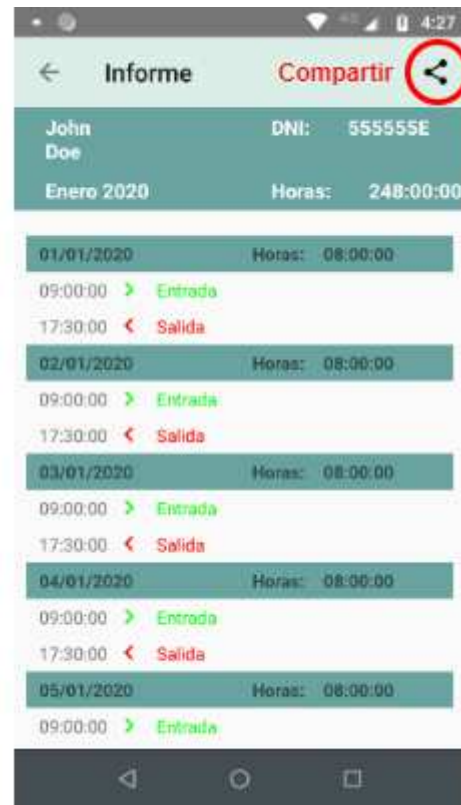 4:27
Informe Compartir
John Doe DNI: 555555E
Enero 2020 Horas: 248:00:00
01/01/2020 Horas: 08:00:00
09:00:00 > Entrada
17:30:00 < Salida
02/01/2020 Horas: 08:00:00
09:00:00 > Entrada
17:30:00 < Salida
03/01/2020 Horas: 08:00:00
09:00:00 > Entrada
17:30:00 < Salida
04/01/2020 Horas: 08:00:00
09:00:00 > Entrada
17:30:00 < Salida
05/01/2020 Horas: 08:00:00
09:00:00 > Entrada